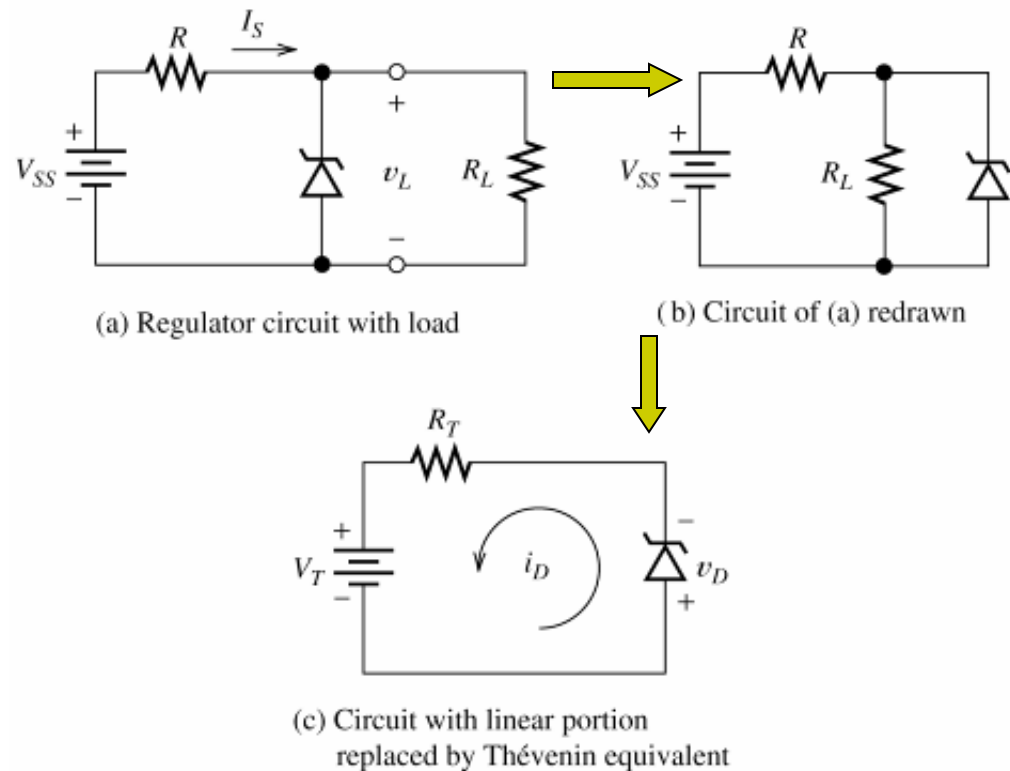 R
I_S
+
V_SS
−
+
v_L
−
R_L
(a) Regulator circuit with load
R
+
V_SS
−
R_L
(b) Circuit of (a) redrawn
R_T
+
V_T
−
i_D
−
v_D
+
(c) Circuit with linear portion
replaced by Thévenin equivalent